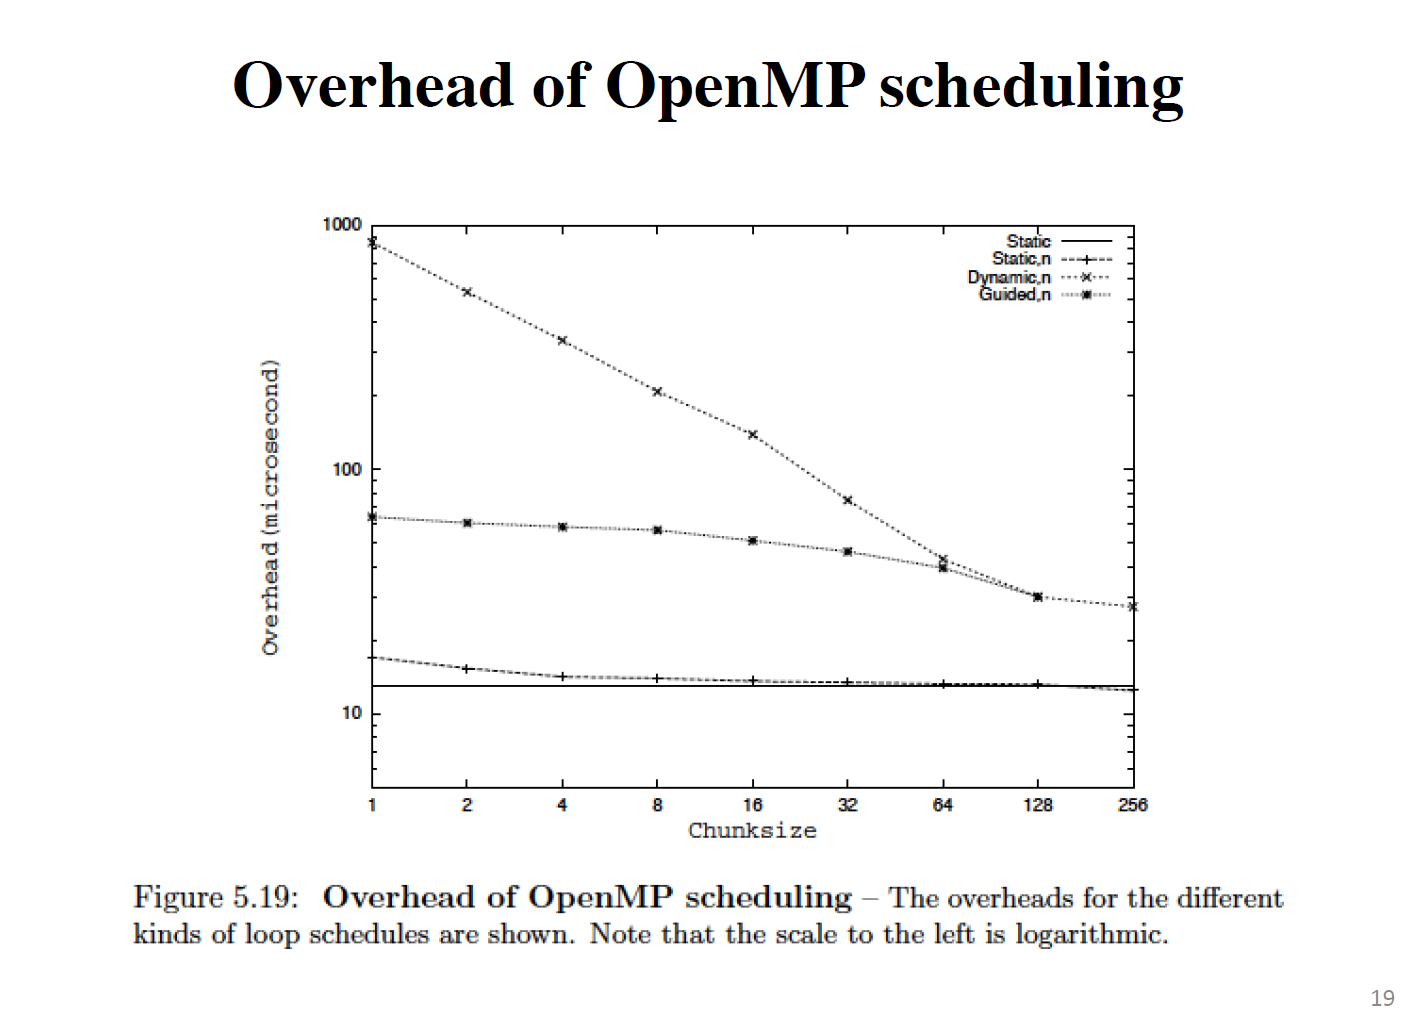 Overhead of OpenMP scheduling
1000
100
10
Overhead(microsecond)
Static
Static,n
Dynamic,n
Guided,n
1 2 4 8 16 32 64 128 256
Chunksize
Figure 5.19: Overhead of OpenMP scheduling – The overheads for the different
kinds of loop schedules are shown. Note that the scale to the left is logarithmic.
19